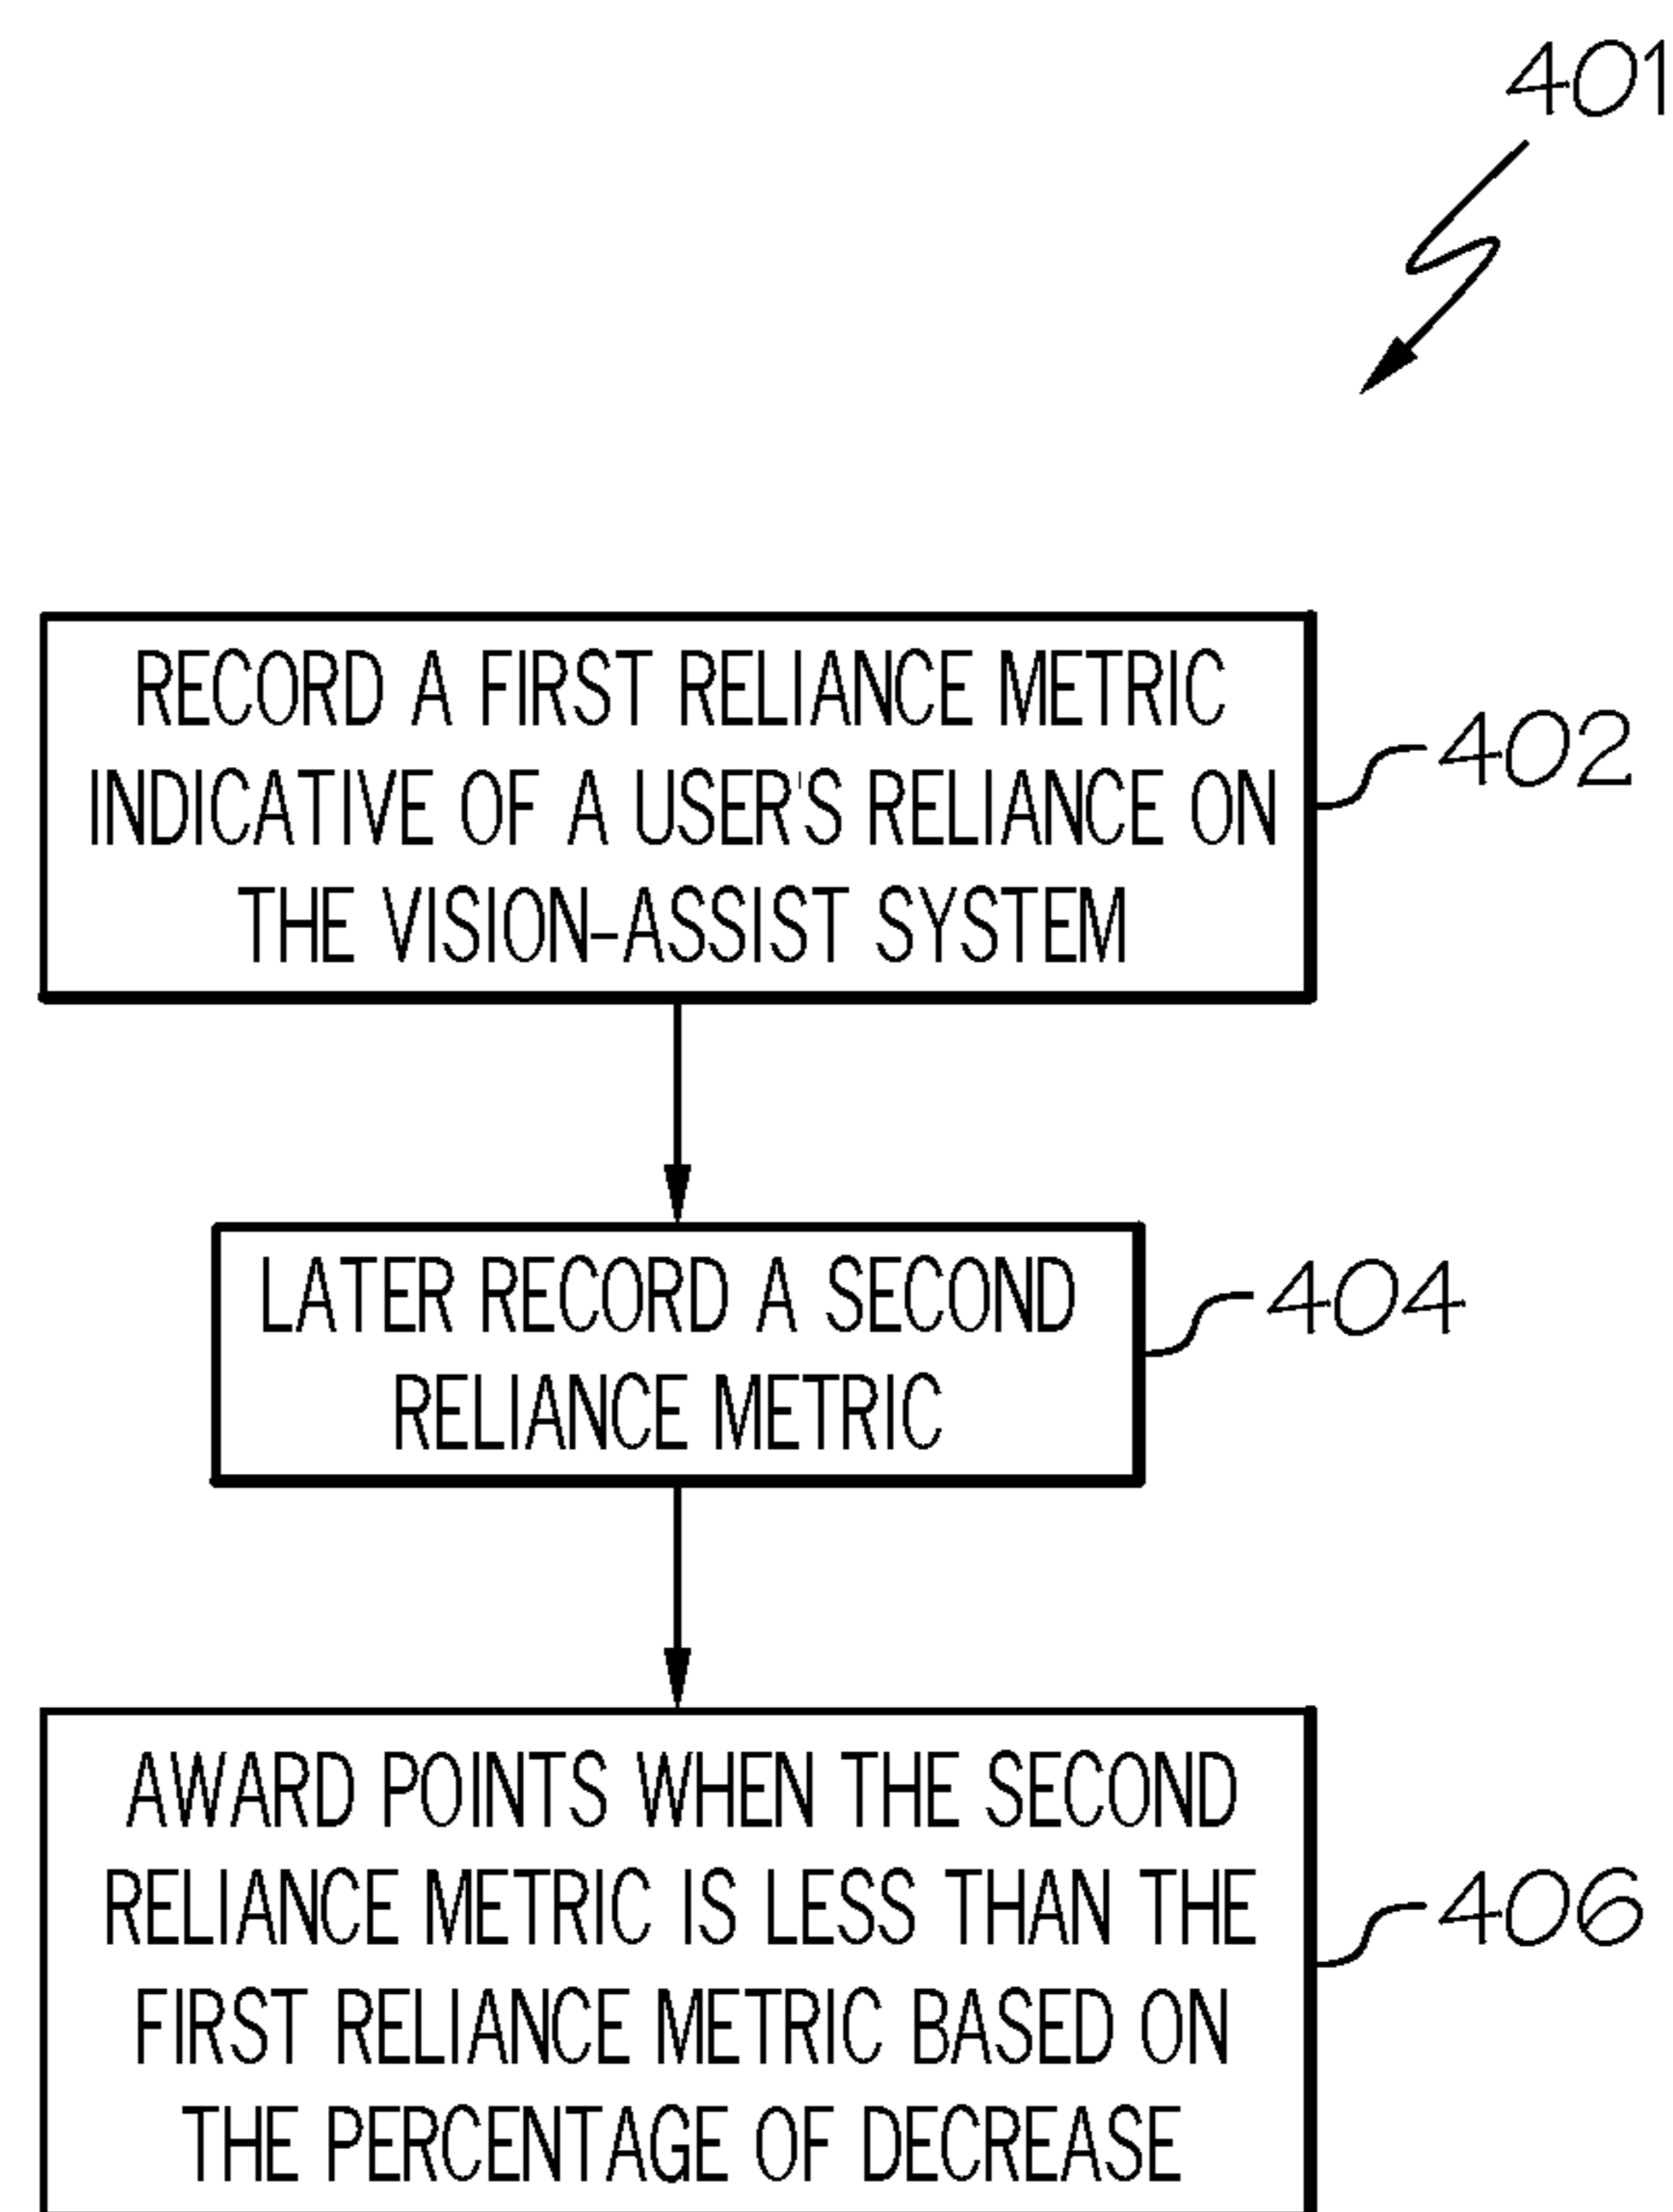 401
RECORD A FIRST RELIANCE METRIC
INDICATIVE OF A USER'S RELIANCE ON
THE VISION-ASSIST SYSTEM
402
LATER RECORD A SECOND
RELIANCE METRIC
404
AWARD POINTS WHEN THE SECOND
RELIANCE METRIC IS LESS THAN THE
FIRST RELIANCE METRIC BASED ON
THE PERCENTAGE OF DECREASE
406